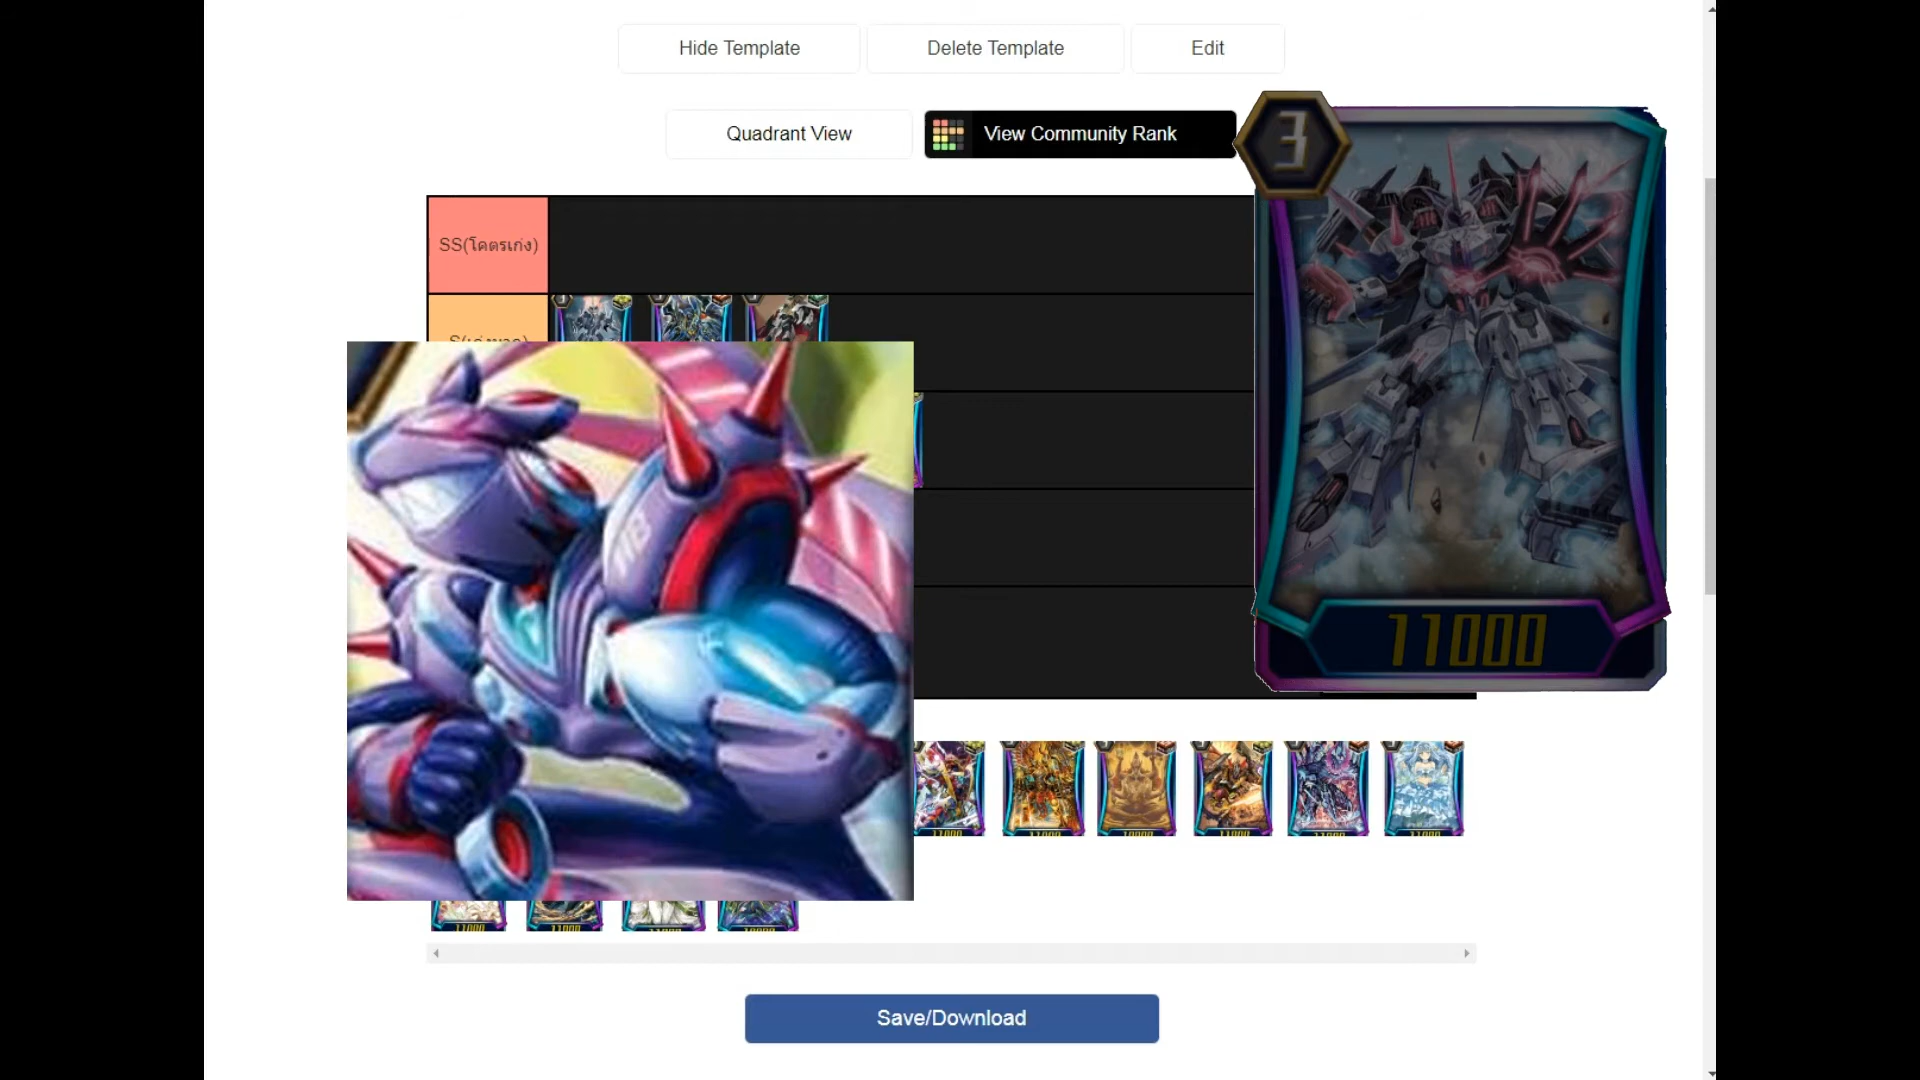 Hide Template
Delete Template
Edit
Quadrant View
View Community Rank
3
SS(โคตรเก่ง)
11000
Save/Download